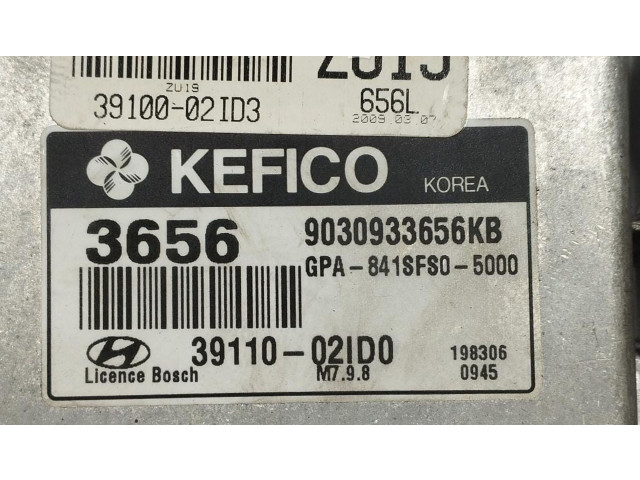 ZU19
39100-02ID3
656L
2009.03.07
KEFICO KOREA
3656 9030933656KB
GPA-841SFS0-5000
39110-02ID0 198306
Licence Bosch M7.9.8 0945